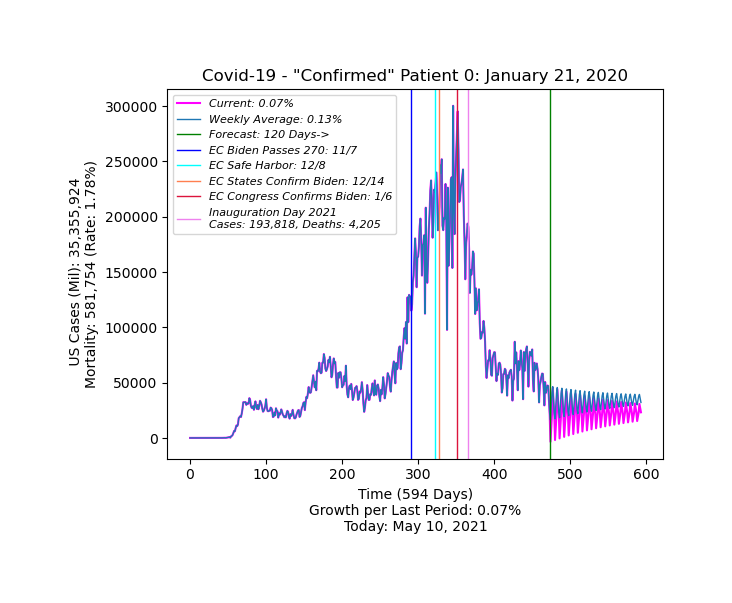 Covid-19 - "Confirmed" Patient 0: January 21, 2020
Current: 0.07%
Weekly Average: 0.13%
Forecast: 120 Days->
EC Biden Passes 270: 11/7
EC Safe Harbor: 12/8
EC States Confirm Biden: 12/14
EC Congress Confirms Biden: 1/6
Inauguration Day 2021
Cases: 193,818, Deaths: 4,205
US Cases (Mil): 35,355,924
Mortality: 581,754 (Rate: 1.78%)
300000
250000
200000
150000
100000
50000
0
0 100 200 300 400 500 600
Time (594 Days)
Growth per Last Period: 0.07%
Today: May 10, 2021